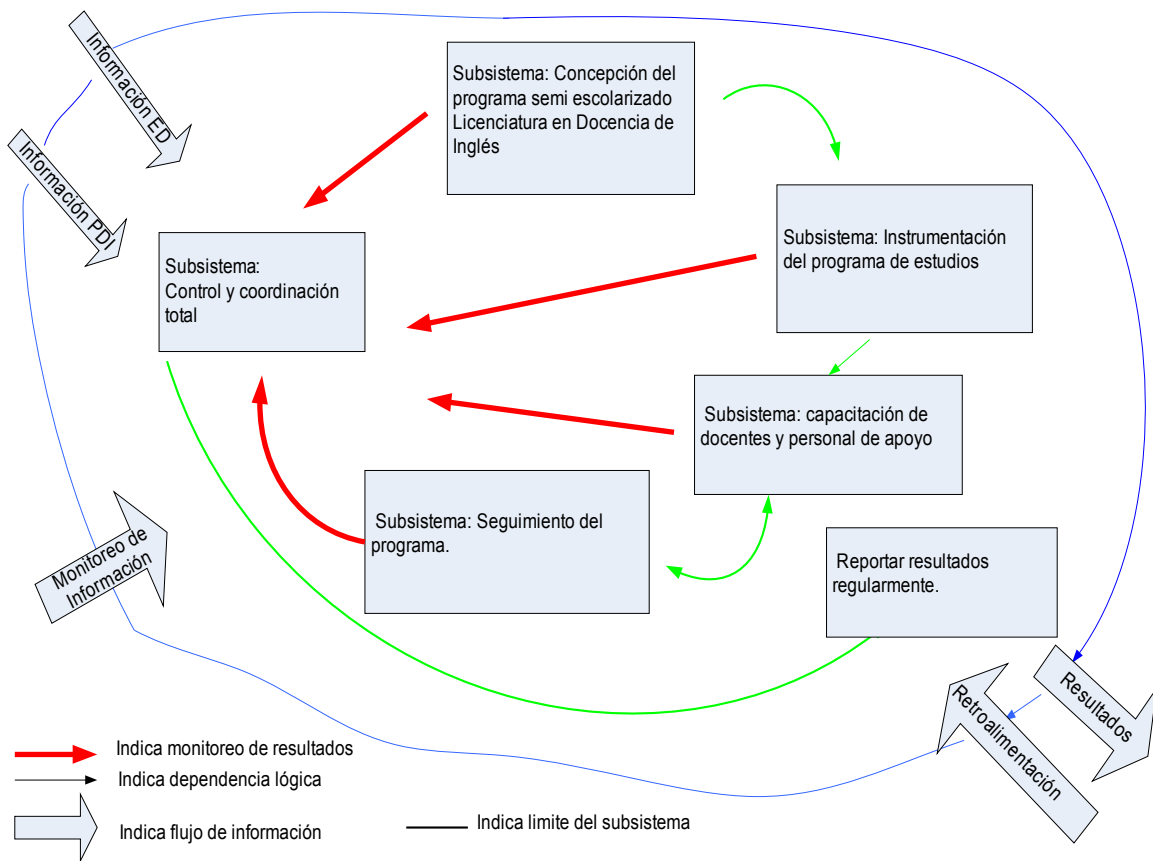 Información ED
Información PDI
Subsistema: Concepción del
programa semi escolarizado
Licenciatura en Docencia de
Inglés
Subsistema: Instrumentación
del programa de estudios
Subsistema:
Control y coordinación
total
Subsistema: capacitación de
docentes y personal de apoyo
Subsistema: Seguimiento del
programa.
Monitoreo de
Información
Reportar resultados
regularmente.
Resultados
Retroalimentación
Indica monitoreo de resultados
Indica dependencia lógica
Indica flujo de información
Indica limite del subsistema